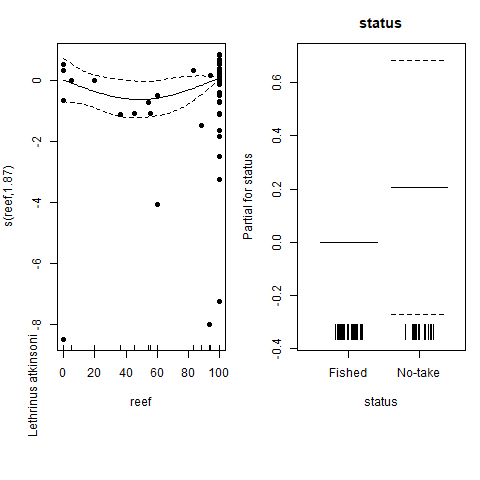 status
s(reef,1.87)
Lethrinus atkinsoni
0
-2
-4
-6
-8
0 20 40 60 80 100
reef
Partial for status
0.6
0.4
0.2
0.0
-0.2
-0.4
Fished No-take
status